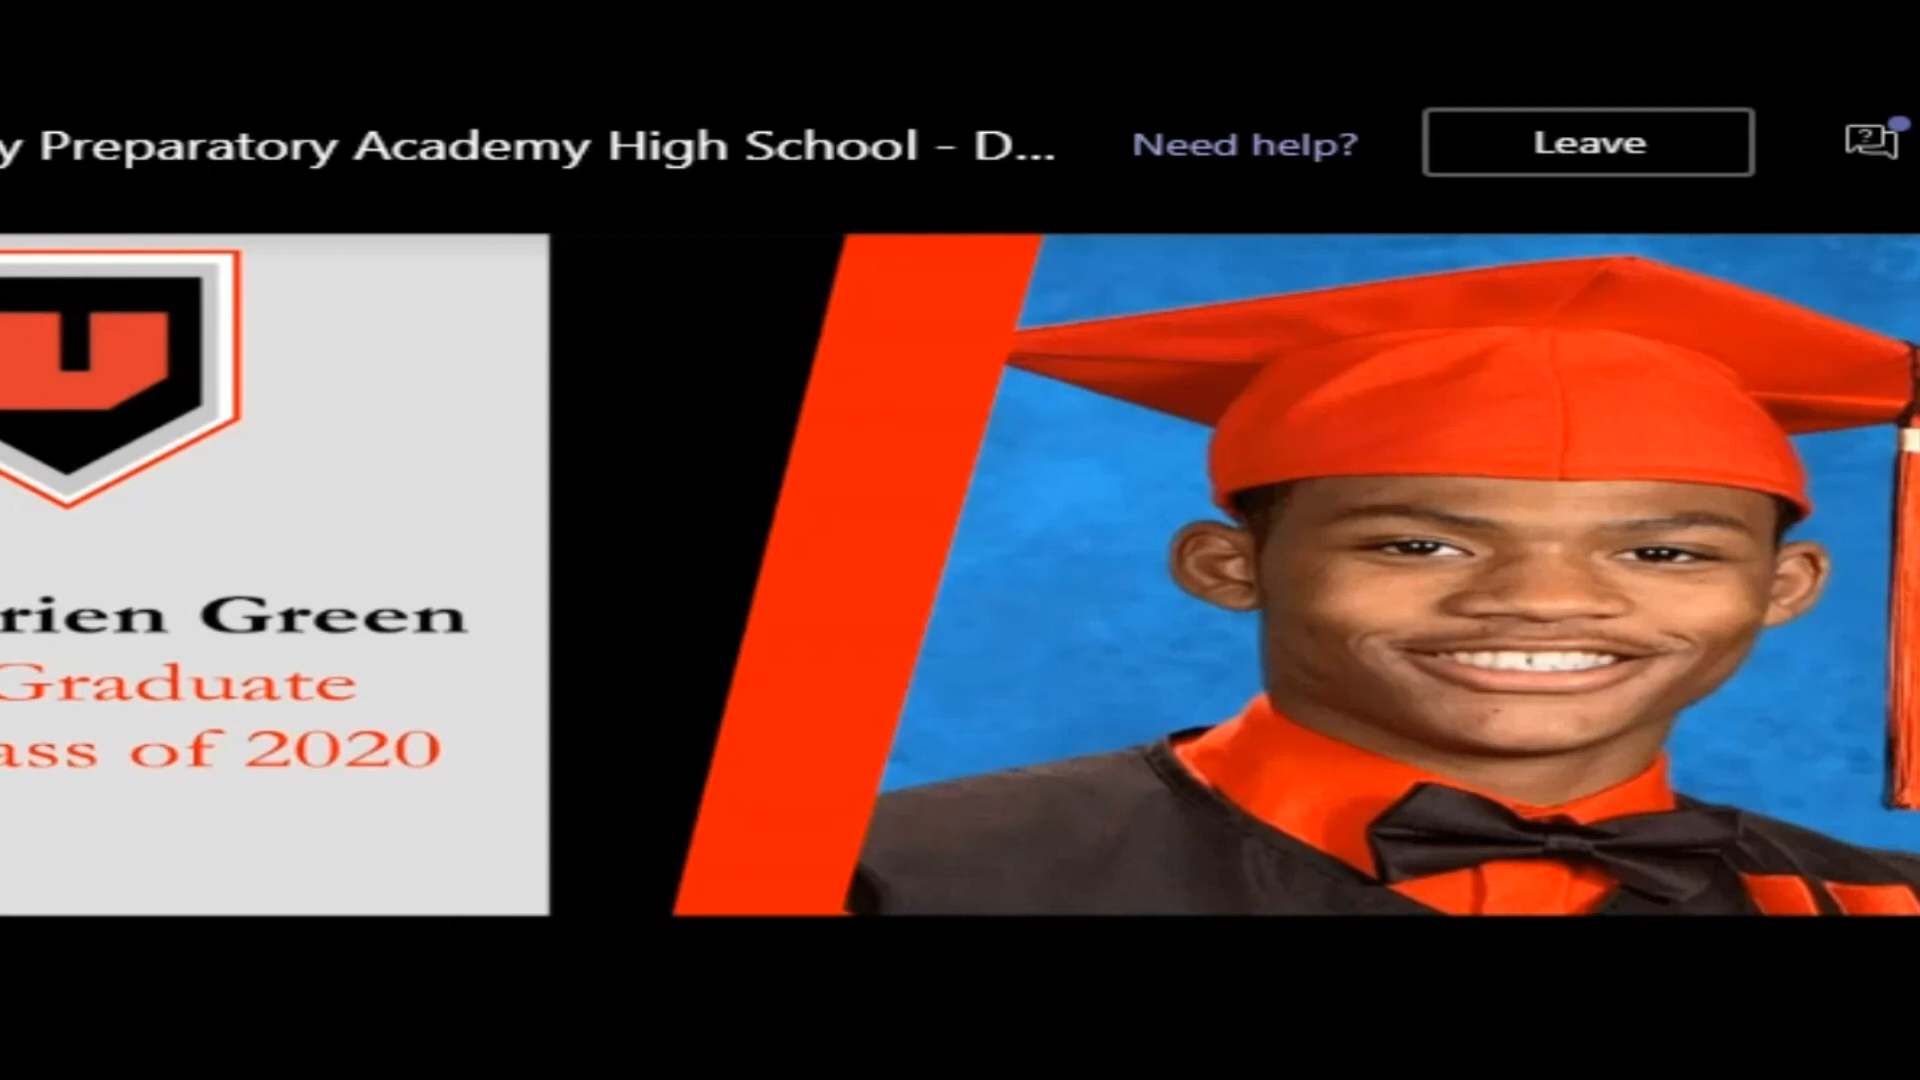 y Preparatory Academy High School - D...
Need help?
Leave
rien Green
Graduate
ass of 2020